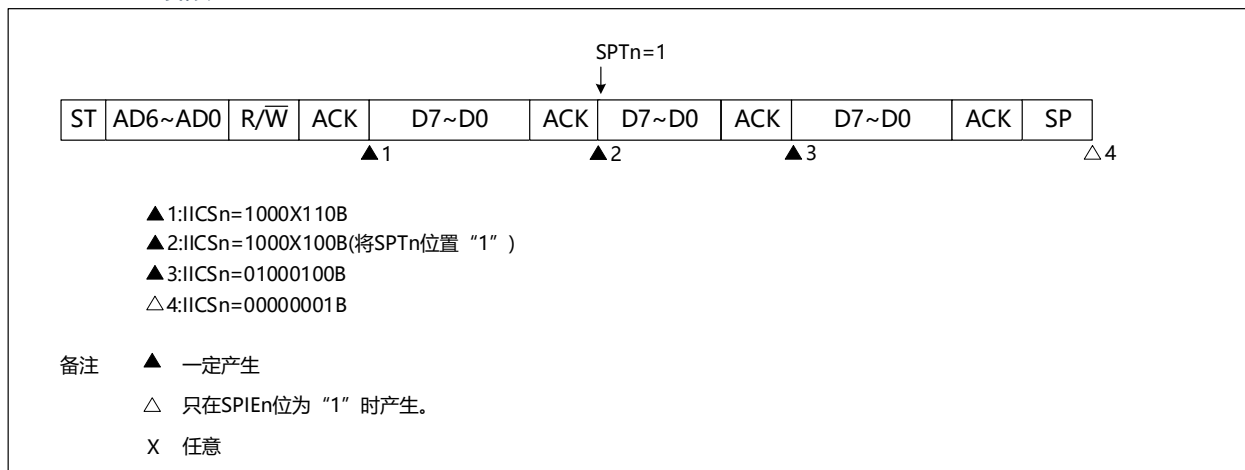 SPTn=1
↓
ST AD6~AD0 R/W̅ ACK D7~D0 ACK D7~D0 ACK D7~D0 ACK SP
▲1 ▲2 ▲3 △4
▲1:IICSn=1000X110B
▲2:IICSn=1000X100B(将SPTn位置“1”)
▲3:IICSn=01000100B
△4:IICSn=00000001B
备注 ▲ 一定产生
△ 只在SPIEn位为“1”时产生。
X 任意